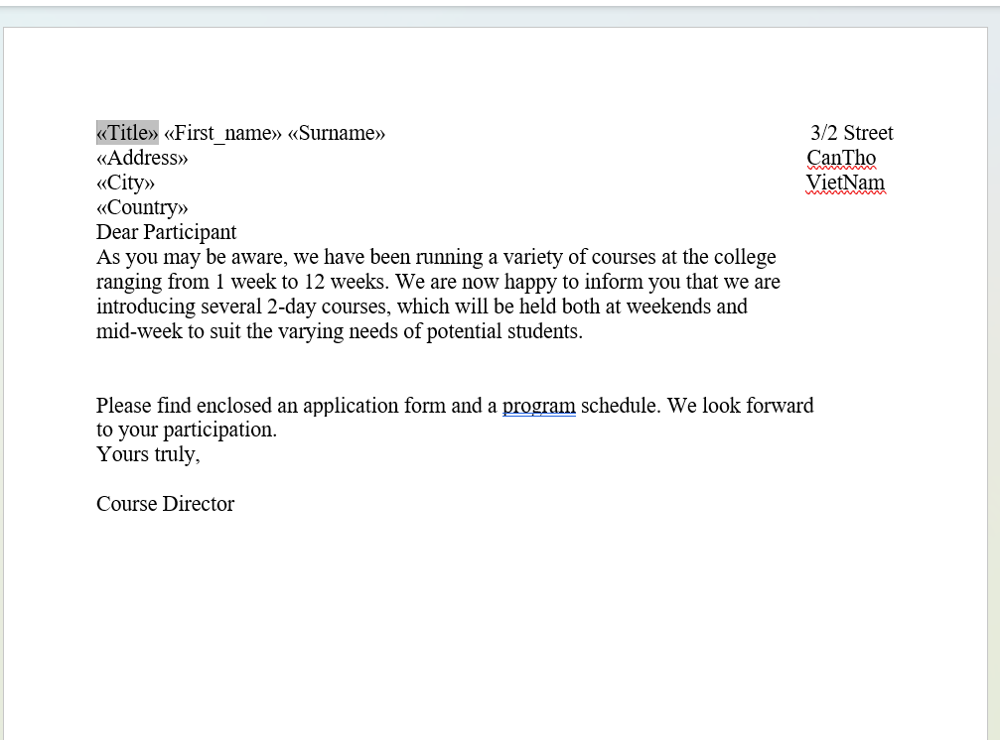 «Title» «First_name» «Surname» 3/2 Street
«Address» CanTho
«City» VietNam
«Country»
Dear Participant
As you may be aware, we have been running a variety of courses at the college
ranging from 1 week to 12 weeks. We are now happy to inform you that we are
introducing several 2-day courses, which will be held both at weekends and
mid-week to suit the varying needs of potential students.
Please find enclosed an application form and a program schedule. We look forward
to your participation.
Yours truly,
Course Director